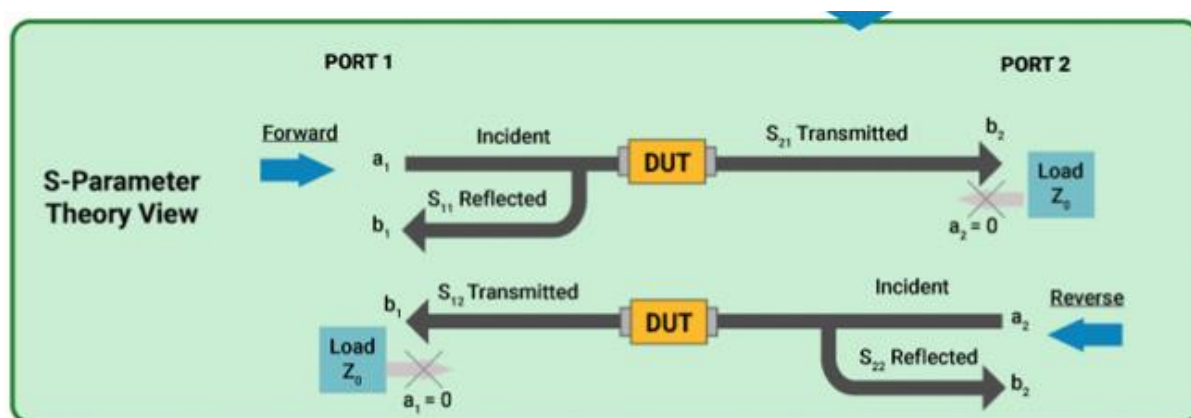 PORT 1
PORT 2
Forward
Incident
S₂₁ Transmitted
b₂
a₁
DUT
Load
Z₀
S-Parameter
Theory View
S₁₁ Reflected
b₁
a₂ = 0
S₁₂ Transmitted
Incident
b₁
DUT
a₂
Reverse
Load
Z₀
S₂₂ Reflected
b₂
a₁ = 0